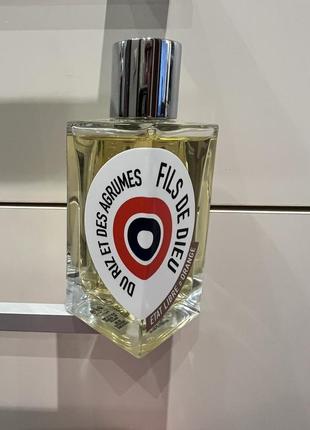 DU RIZ ET DES AGRUMES
FILS DE DIEU
ETAT LIBRE D'ORANGE